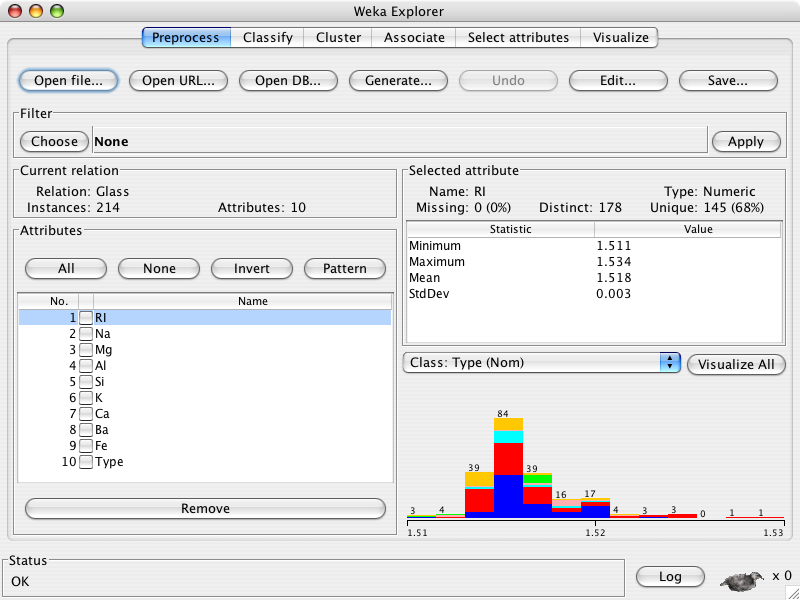 Weka Explorer
Preprocess Classify Cluster Associate Select attributes Visualize
Open file... Open URL... Open DB... Generate... Undo Edit... Save...
Filter
Choose None Apply
Current relation
Relation: Glass
Instances: 214 Attributes: 10
Selected attribute
Name: RI Type: Numeric
Missing: 0 (0%) Distinct: 178 Unique: 145 (68%)
Statistic Value
Minimum 1.511
Maximum 1.534
Mean 1.518
StdDev 0.003
Attributes
All None Invert Pattern
No. Name
1 RI
2 Na
3 Mg
4 Al
5 Si
6 K
7 Ca
8 Ba
9 Fe
10 Type
Remove
Class: Type (Nom) Visualize All
3 4 39 84 39 16 17 4 3 3 0 1 1
1.51 1.52 1.53
Status
OK
Log x 0